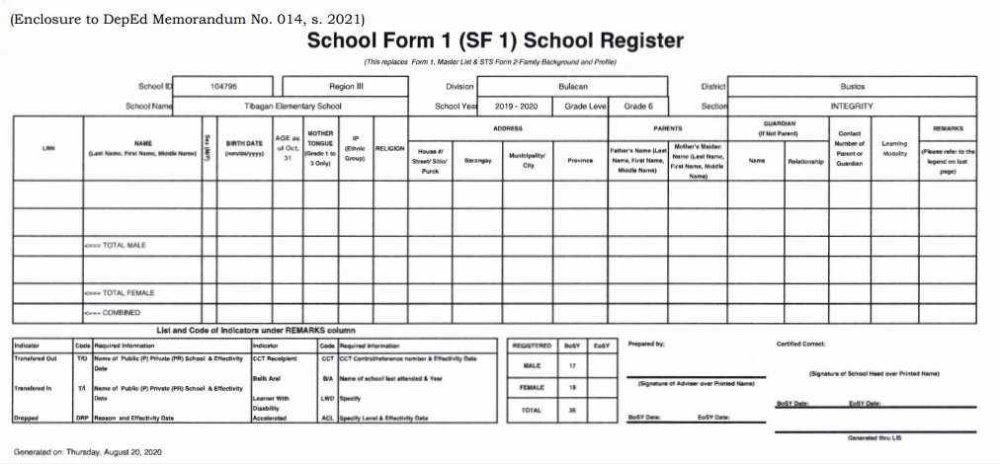 (Enclosure to DepEd Memorandum No. 014, s. 2021)
School Form 1 (SF 1) School Register
(This replaces Form 1, Master List & STS Form 2-Family Background and Profile)
School ID 104795 Region III Division Bulacan District Bustos
School Name Tibagan Elementary School School Year 2019 - 2020 Grade Level Grade 6 Section INTEGRITY
LRN
NAME
(Last Name, First Name, Middle Name)
Sex (M/F)
BIRTH DATE
(mm/dd/yyyy)
AGE as
of Oct.
31
MOTHER
TONGUE
(Grade 1 to
3 Only)
IP
(Ethnic
Group)
RELIGION
ADDRESS
House #/
Street/ Sitio/
Purok
Barangay
Municipality/
City
Province
PARENTS
Father's Name (Last
Name, First Name,
Middle Name)
Mother's Maiden
Name (Last Name,
First Name, Middle
Name)
GUARDIAN
(If Not Parent)
Name
Relationship
Contact
Number of
Parent or
Guardian
Learning
Modality
REMARKS
(Please refer to the
legend on last
page)
<=== TOTAL MALE
<=== TOTAL FEMALE
<=== COMBINED
List and Code of Indicators under REMARKS column
Indicator Code Required Information Indicator Code Required Information
Transferred Out T/O Name of Public (P) Private (PR) School & Effectivity
Date
CCT Recipient CCT CCT Control/reference number & Effectivity Date
Balik Aral B/A Name of school last attended & Year
Transferred In T/I Name of Public (P) Private (PR) School & Effectivity
Date
Learner With
Disability
LWD Specify
Dropped DRP Reason and Effectivity Date Accelerated ACL Specify Level & Effectivity Data
REGISTERED BoSY EoSY
MALE 17
FEMALE 19
TOTAL 36
Prepared by:
(Signature of Adviser over Printed Name)
BoSY Date: EoSY Date:
Certified Correct:
(Signature of School Head over Printed Name)
BoSY Date: EoSY Date:
Generated thru LIS
Generated on: Thursday, August 20, 2020